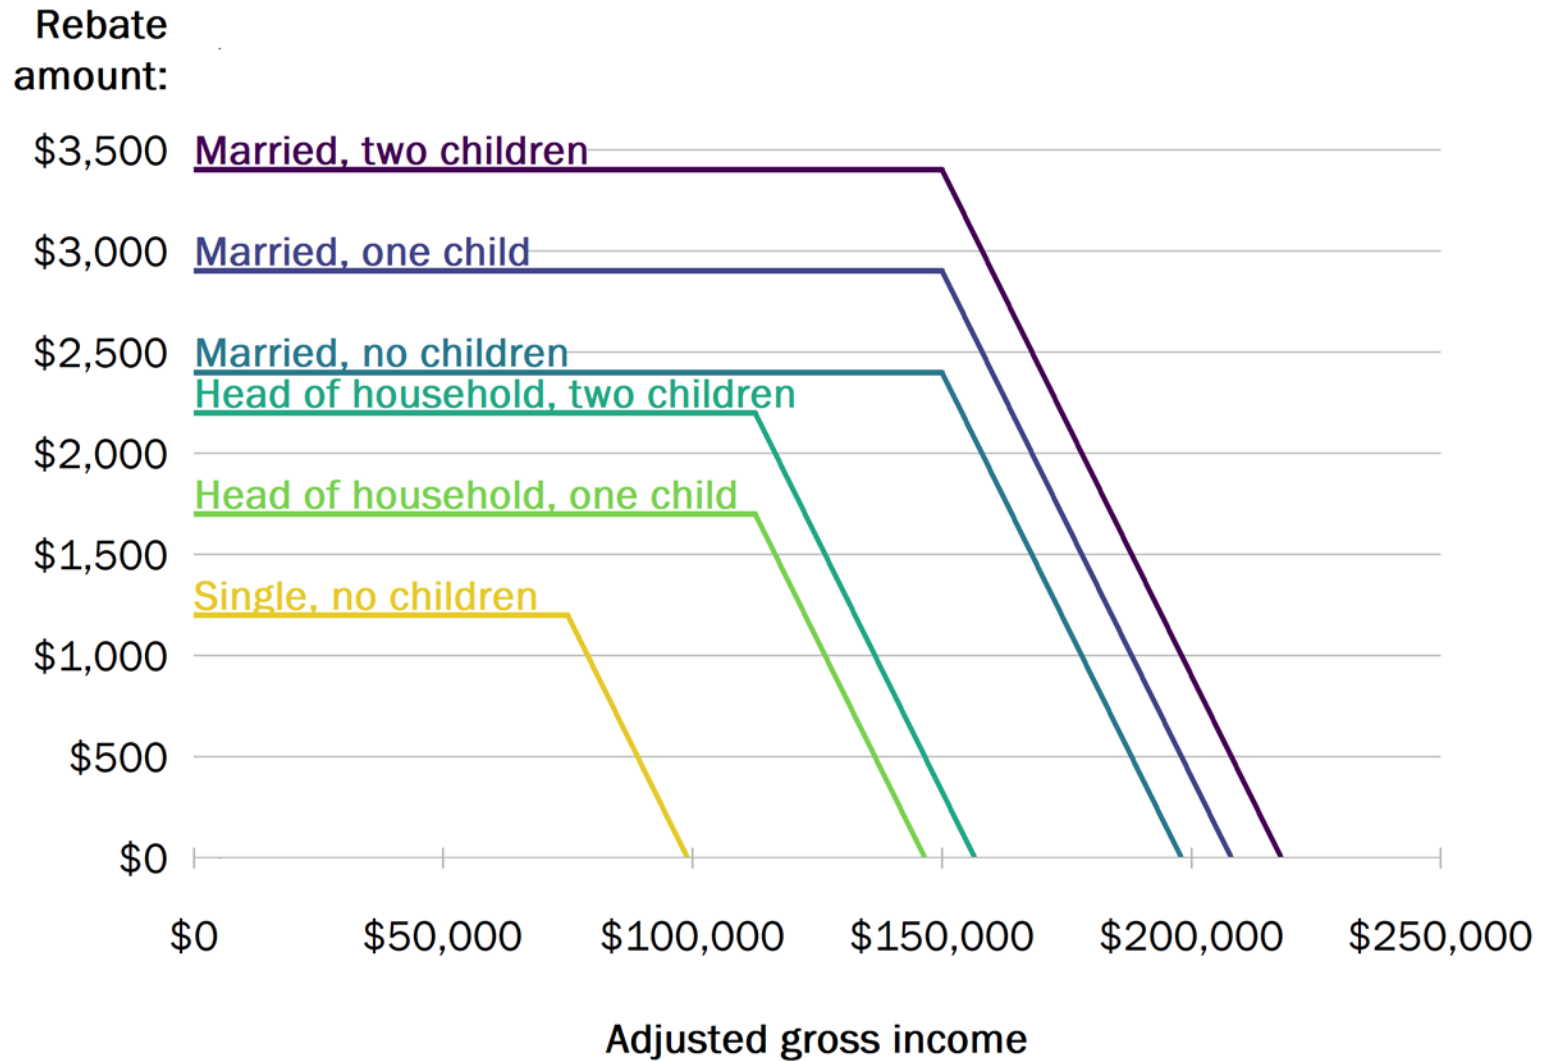 Rebate
amount:
$3,500
Married, two children
$3,000
Married, one child
$2,500
Married, no children
Head of household, two children
$2,000
Head of household, one child
$1,500
Single, no children
$1,000
$500
$0
$0 $50,000 $100,000 $150,000 $200,000 $250,000
Adjusted gross income